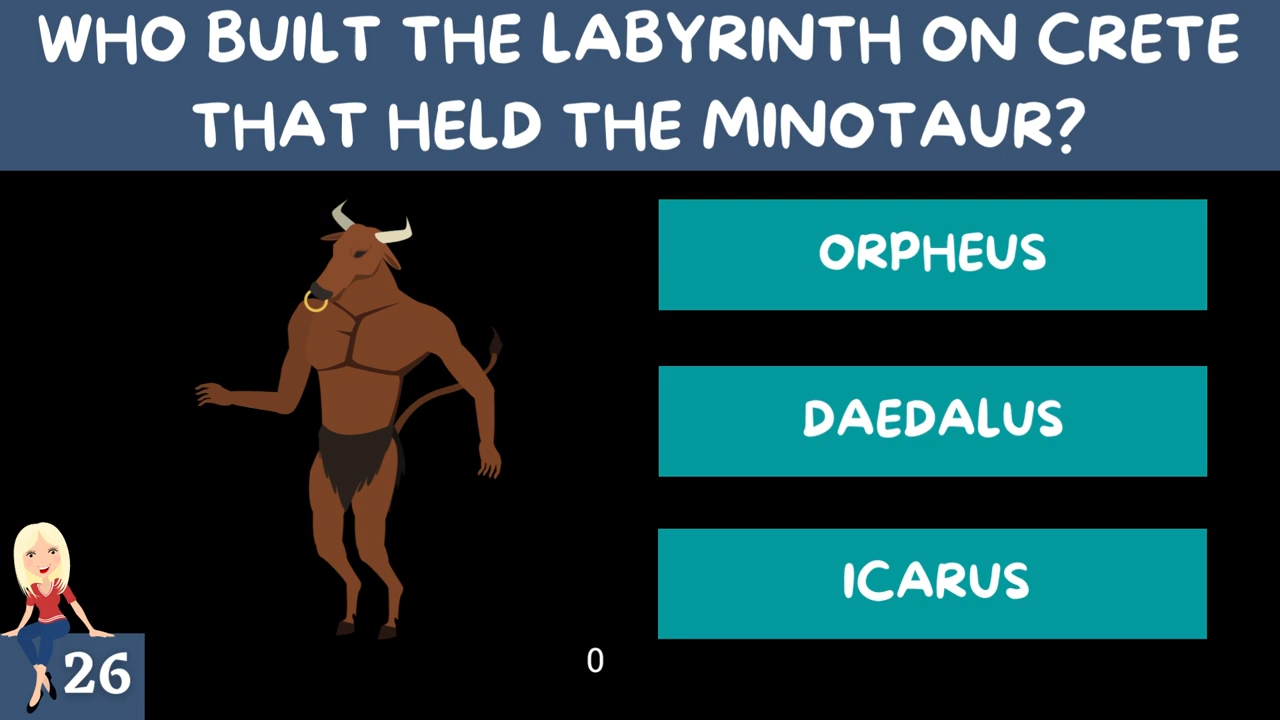 WHO BUILT THE LABYRINTH ON CRETE
THAT HELD THE MINOTAUR?
ORPHEUS
DAEDALUS
ICARUS
0
26